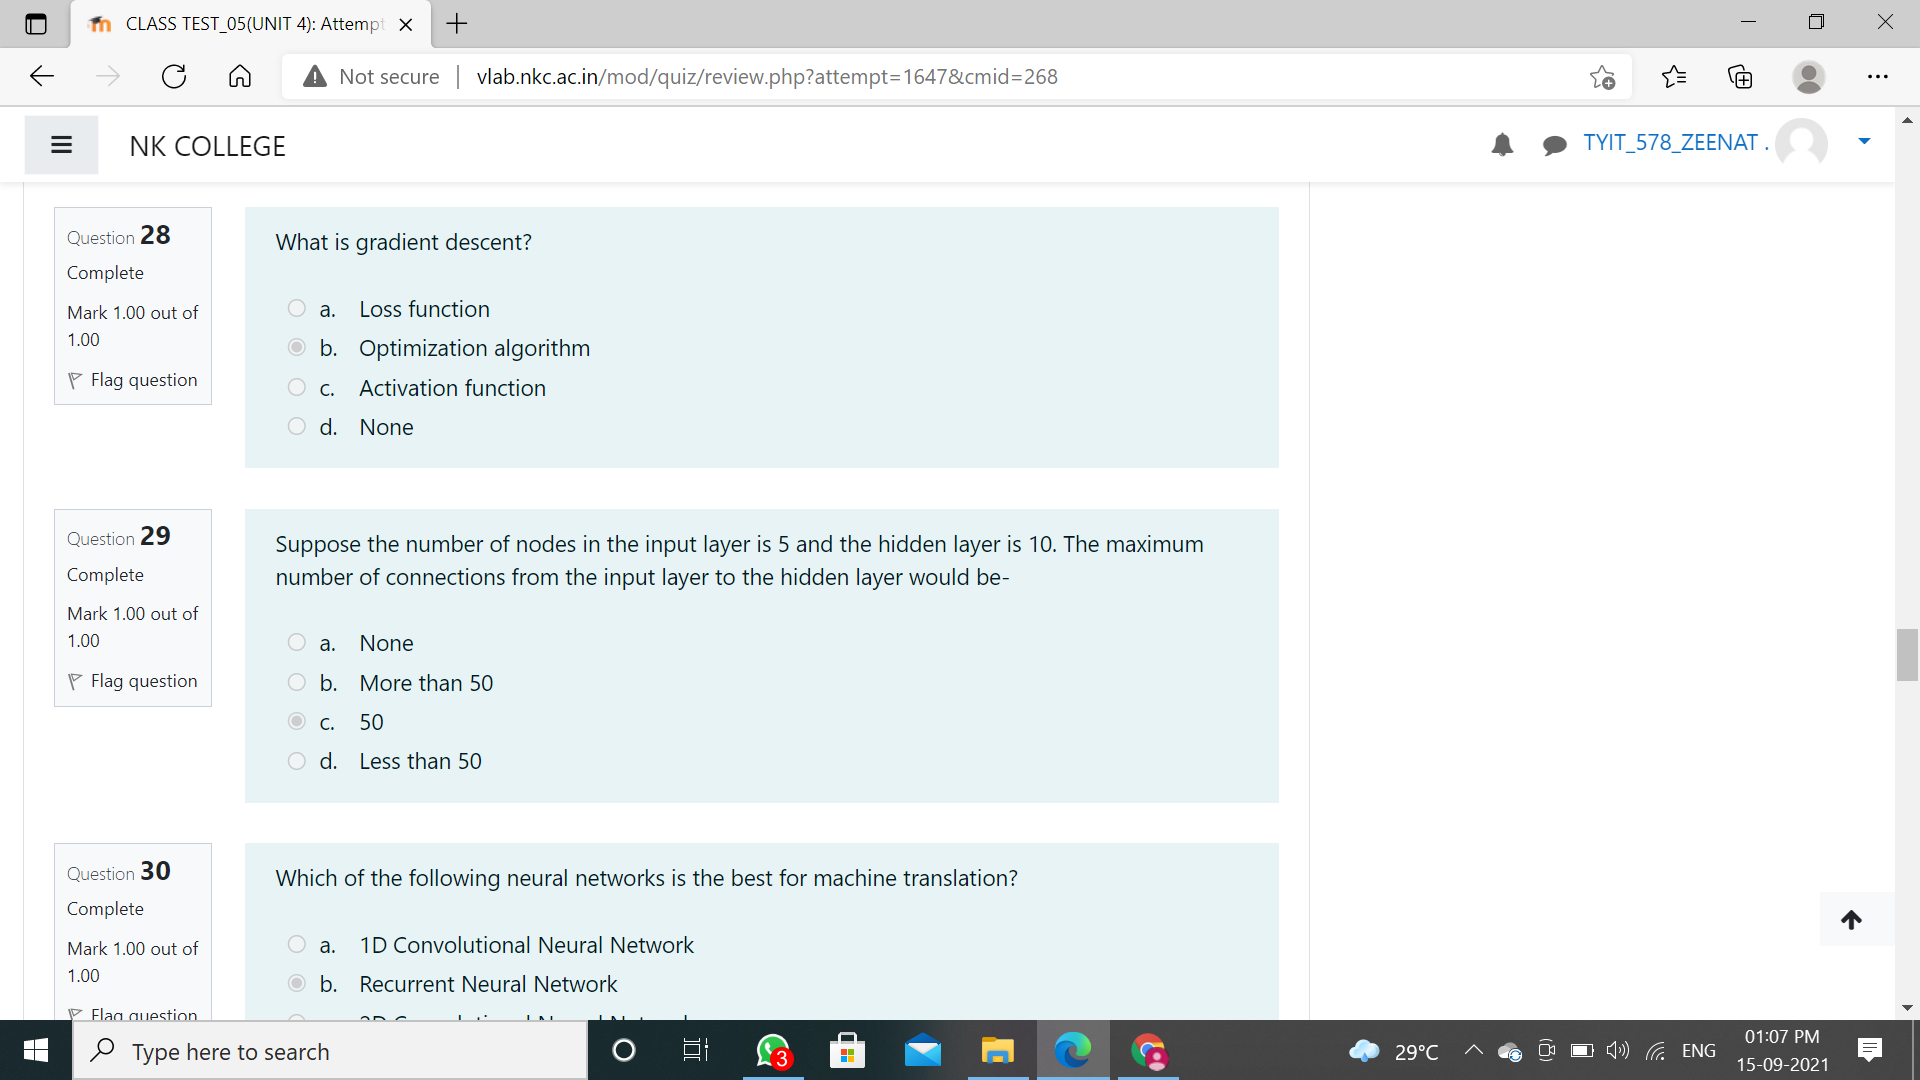 CLASS TEST_05(UNIT 4): Attempt
Not secure
vlab.nkc.ac.in/mod/quiz/review.php?attempt=1647&cmid=268
NK COLLEGE
TYIT_578_ZEENAT .
Question 28
Complete
Mark 1.00 out of
1.00
Flag question
What is gradient descent?
a. Loss function
b. Optimization algorithm
c. Activation function
d. None
Question 29
Complete
Mark 1.00 out of
1.00
Flag question
Suppose the number of nodes in the input layer is 5 and the hidden layer is 10. The maximum
number of connections from the input layer to the hidden layer would be-
a. None
b. More than 50
c. 50
d. Less than 50
Question 30
Complete
Mark 1.00 out of
1.00
Flag question
Which of the following neural networks is the best for machine translation?
a. 1D Convolutional Neural Network
b. Recurrent Neural Network
Type here to search
3
29°C
ENG
01:07 PM
15-09-2021